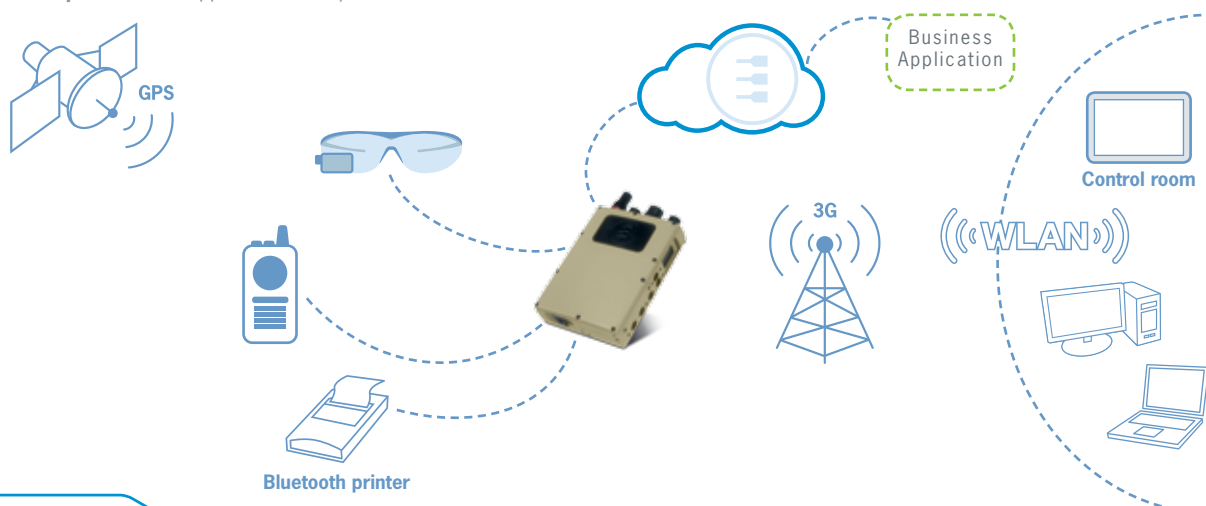 Business
Application
GPS
Control room
3G
WLAN
Bluetooth printer